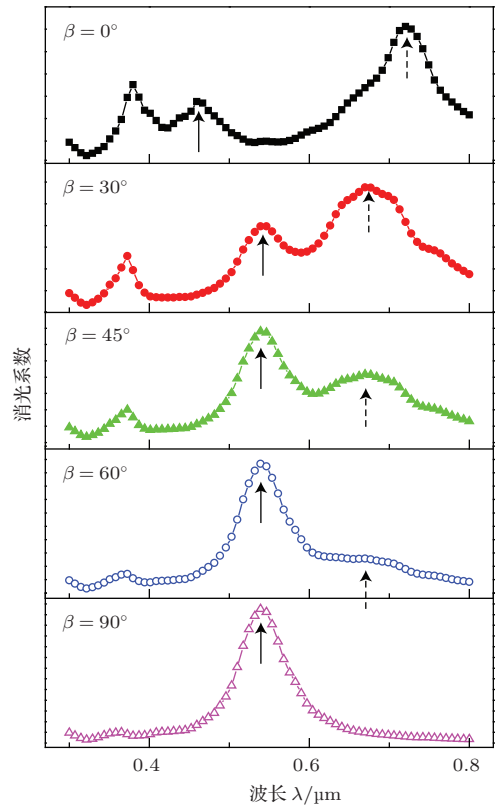 β = 0°
β = 30°
β = 45°
β = 60°
β = 90°
消光系数
0.4 0.6 0.8
波长 λ/µm